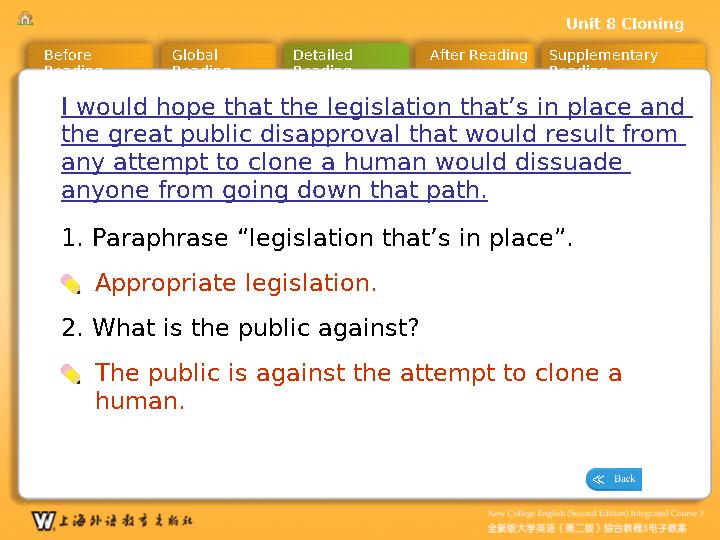 Unit 8 Cloning
Before Reading
Global Reading
Detailed Reading
After Reading
Supplementary Reading
I would hope that the legislation that’s in place and
the great public disapproval that would result from
any attempt to clone a human would dissuade
anyone from going down that path.
1. Paraphrase “legislation that’s in place”.
Appropriate legislation.
2. What is the public against?
The public is against the attempt to clone a
human.
Back
上海外语教育出版社
New College English (Second Edition) Integrated Course 3
全新版大学英语（第二版）综合教程3电子教案